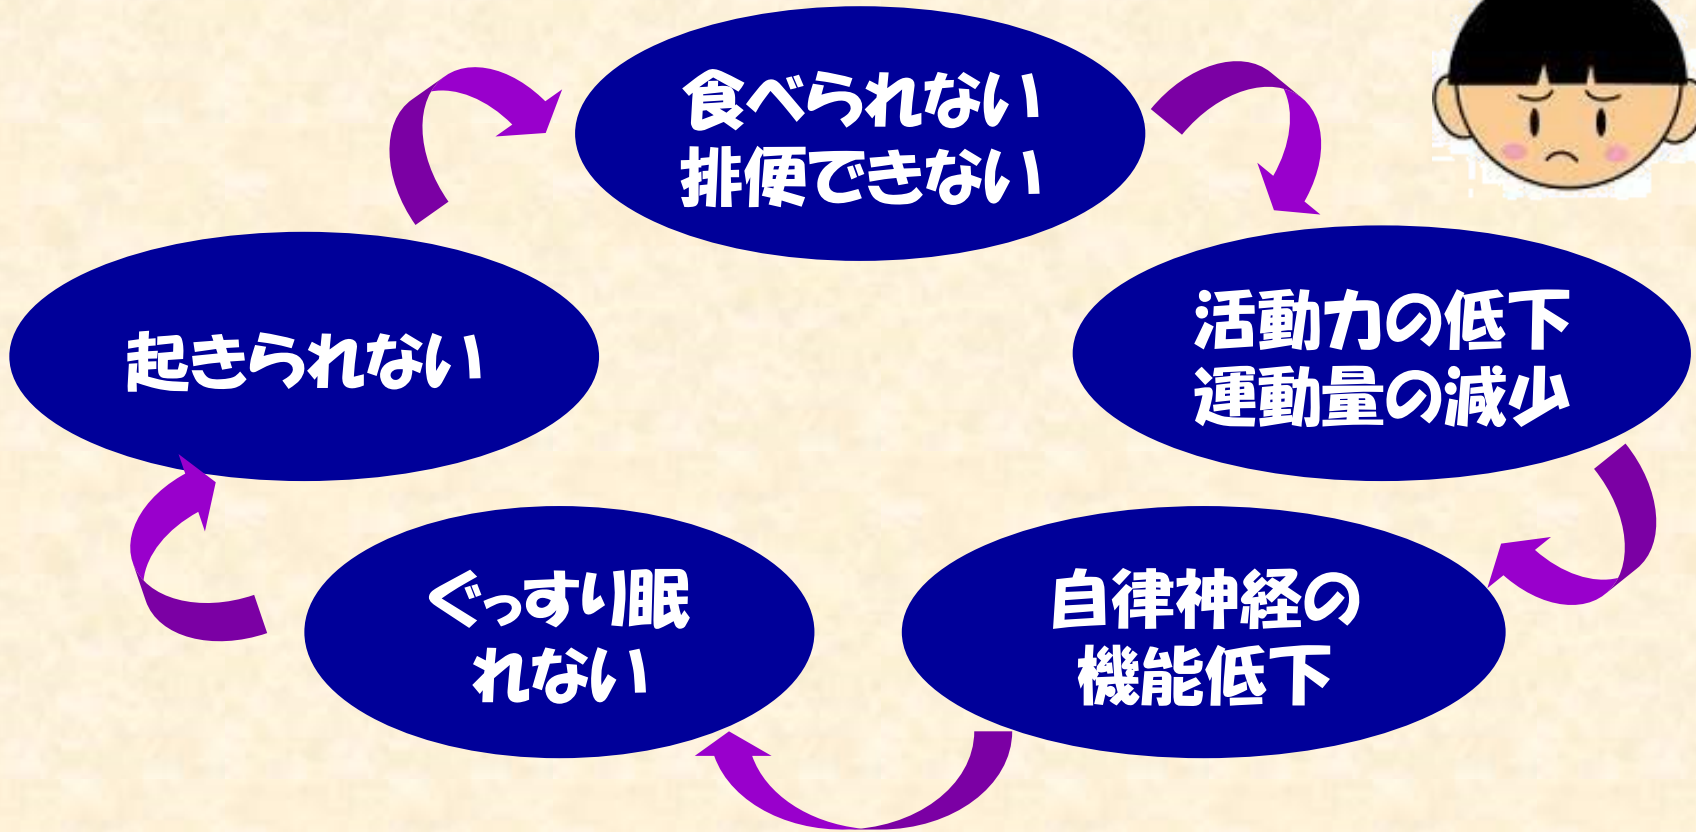 食べられない
排便できない
活動力の低下
運動量の減少
自律神経の
機能低下
ぐっすり眠
れない
起きられない